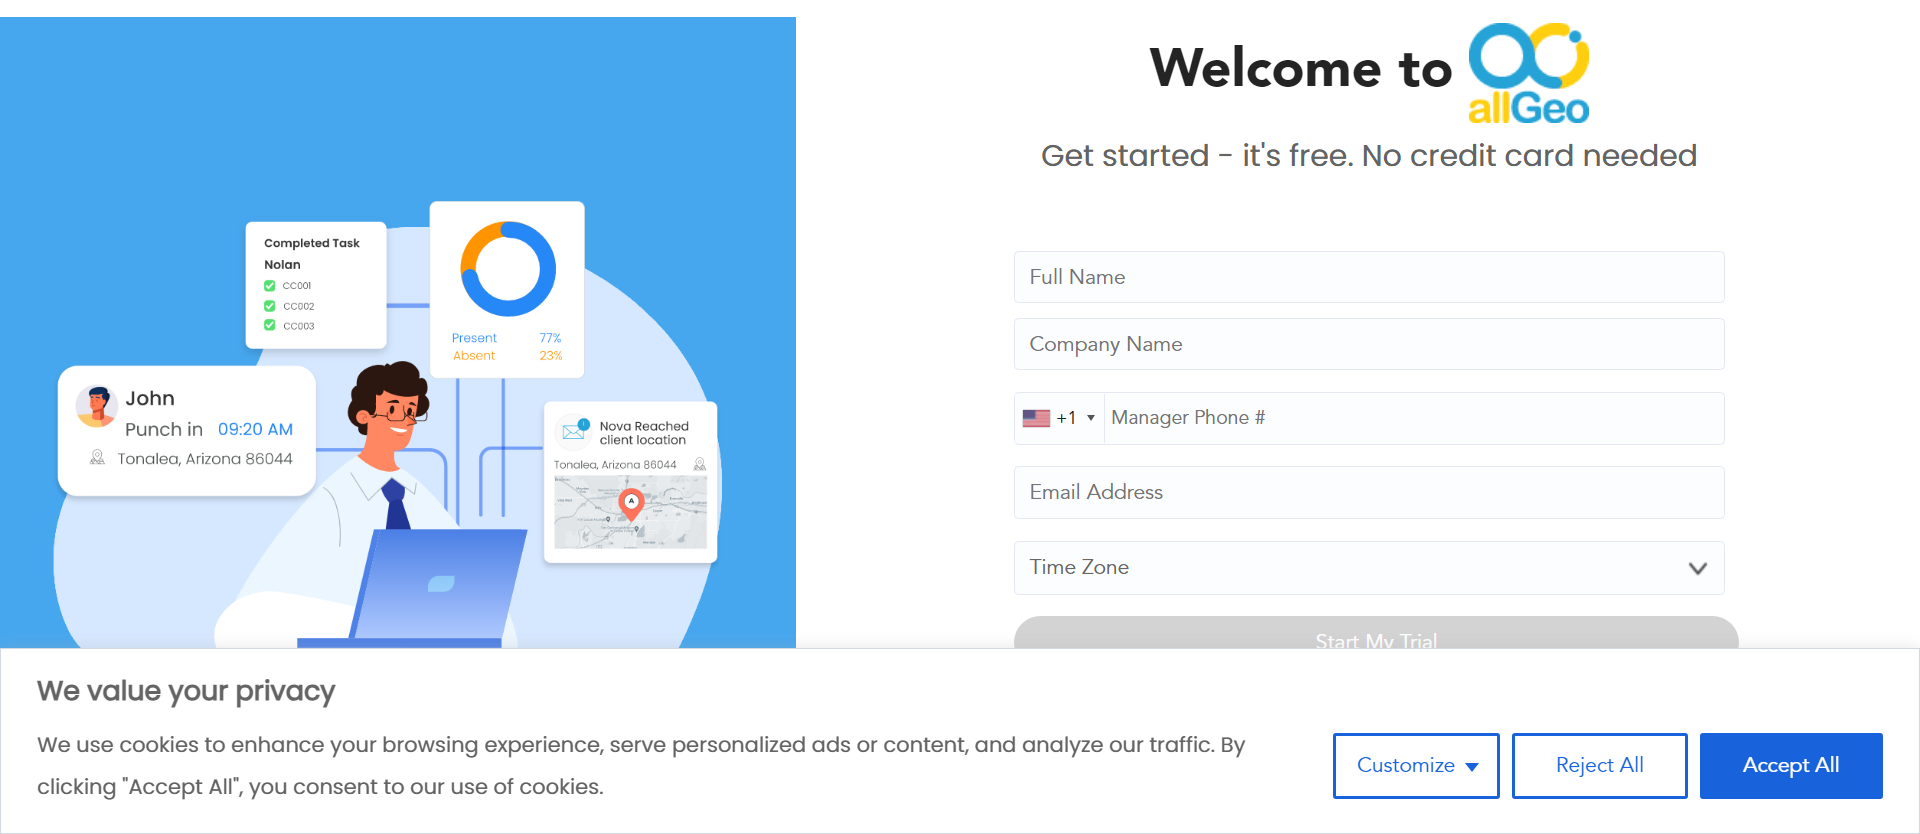 Welcome to
allGeo
Get started - it's free. No credit card needed
Full Name
Company Name
+1
Manager Phone #
Email Address
Time Zone
Start My Trial
Completed Task
Nolan
CC001
CC002
CC003
Present 77%
Absent 23%
John
Punch in 09:20 AM
Tonalea, Arizona 86044
Nova Reached
client location
Tonalea, Arizona 86044
A
We value your privacy
We use cookies to enhance your browsing experience, serve personalized ads or content, and analyze our traffic. By
clicking "Accept All", you consent to our use of cookies.
Customize
Reject All
Accept All